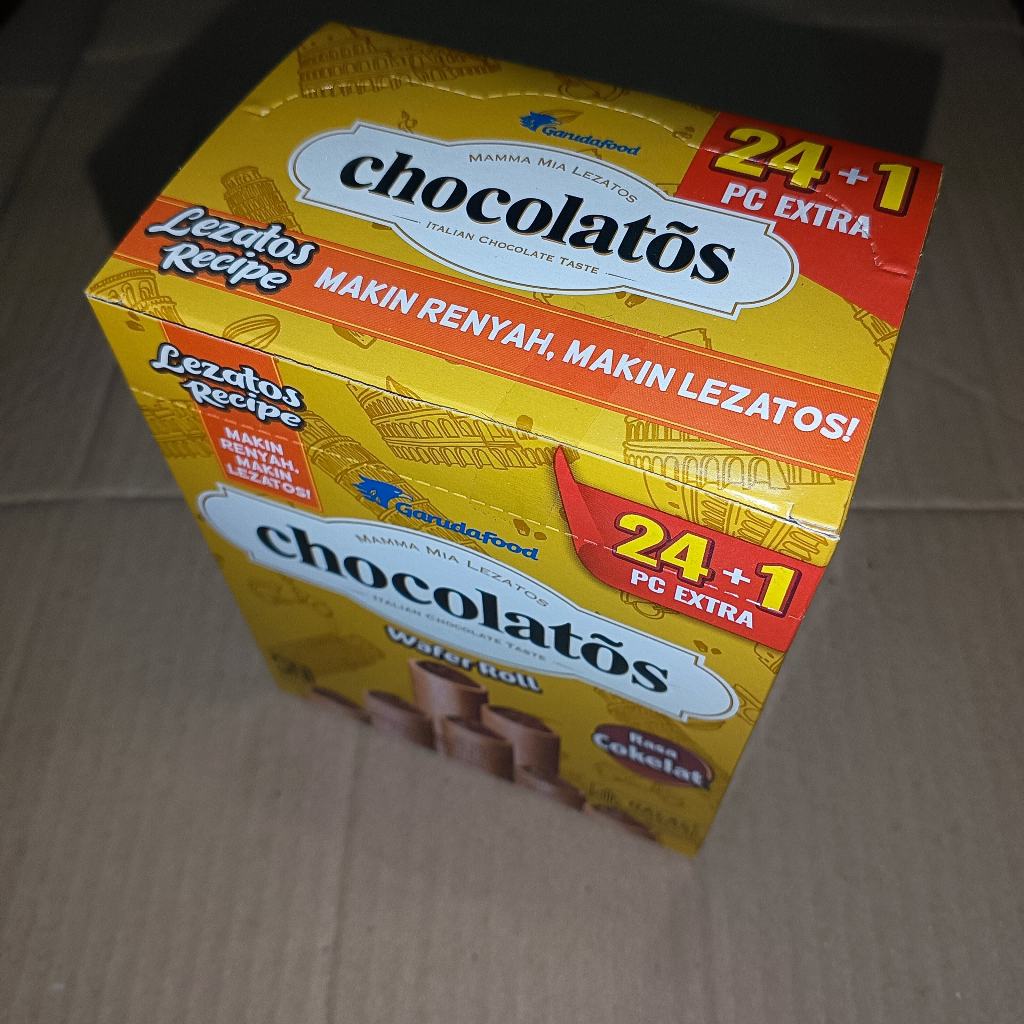 Garudafood
24 + 1
PC EXTRA
MAMMA MIA LEZATOS
chocolatõs
ITALIAN CHOCOLATE TASTE
Lezatos
Recipe
MAKIN RENYAH, MAKIN LEZATOS!
Lezatos
Recipe
MAKIN
RENYAH,
MAKIN
LEZATOS!
Garudafood
24 + 1
PC EXTRA
MAMMA MIA LEZATOS
chocolatõs
ITALIAN CHOCOLATE TASTE
Wafer Roll
Rasa
Cokelat